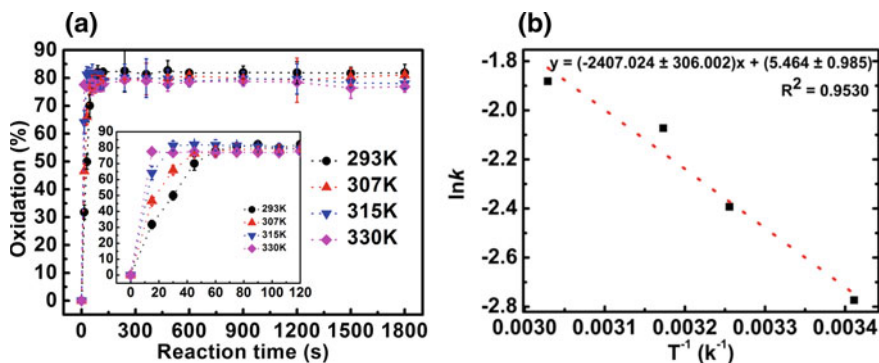 (a)
90
80
70
60
50
40
30
20
10
0
Oxidation (%)
90
80
70
60
50
40
30
20
10
0
0 15 30 45 60 75 90 105 120
293K
307K
315K
330K
293K
307K
315K
330K
0 300 600 900 1200 1500 1800
Reaction time (s)
(b)
y = (-2407.024 ± 306.002)x + (5.464 ± 0.985)
R² = 0.9530
-1.8
-2.0
-2.2
-2.4
-2.6
-2.8
lnk
0.0030 0.0031 0.0032 0.0033 0.0034
T⁻¹ (k⁻¹)